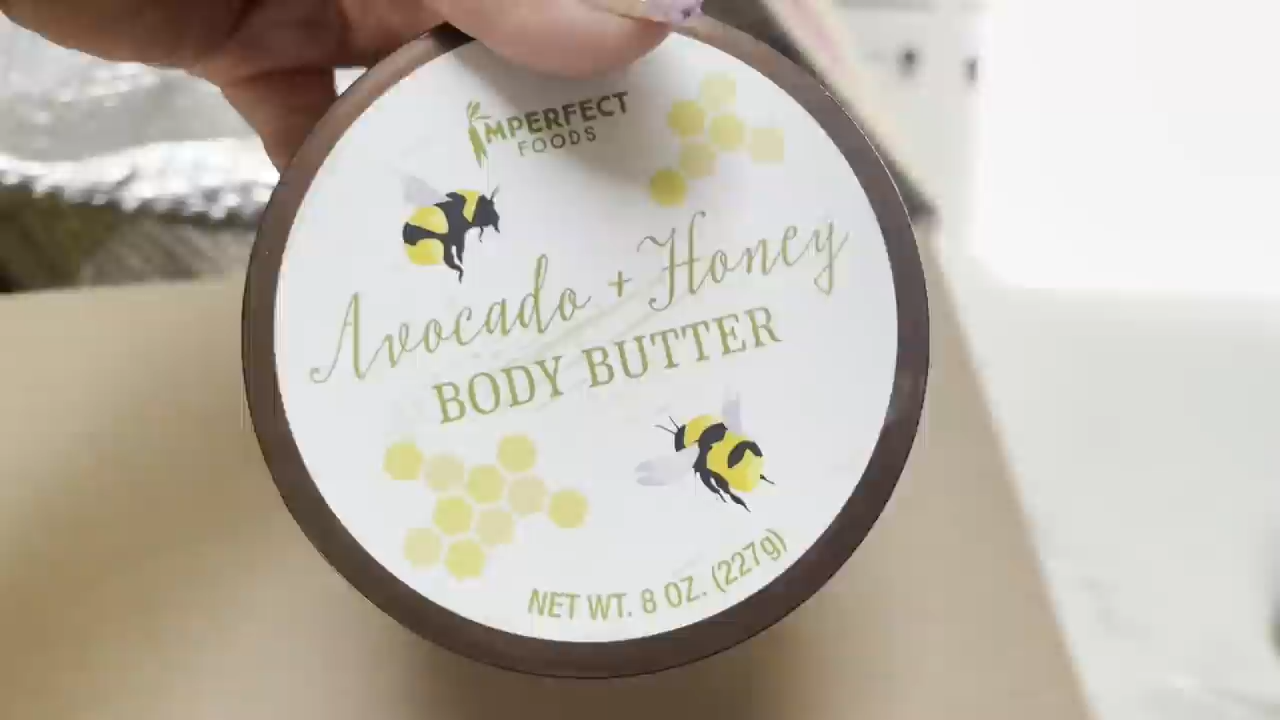 IMPERFECT
FOODS
Avocado + Honey
BODY BUTTER
NET WT. 8 OZ. (227g)